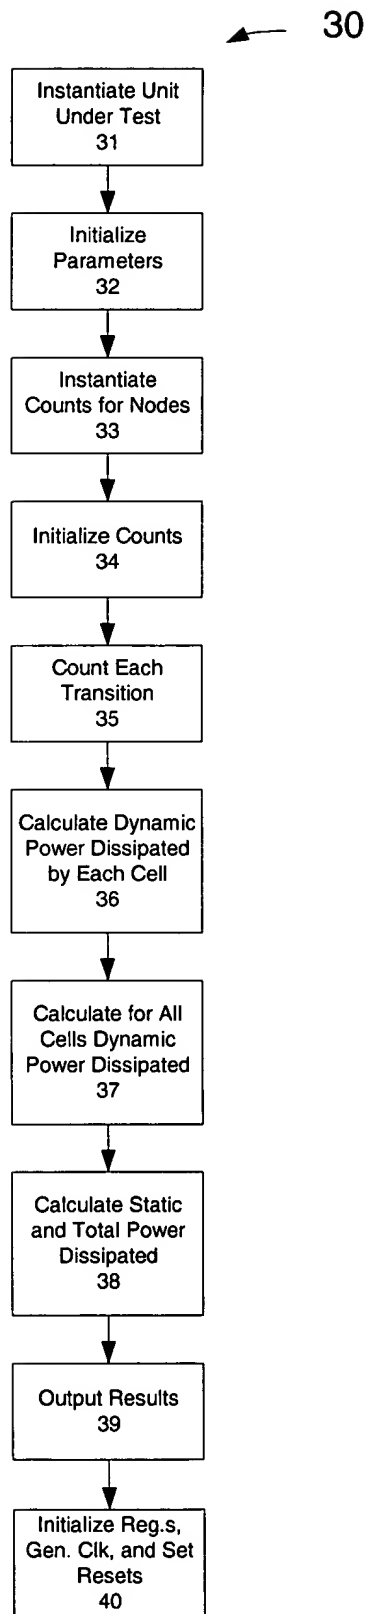 30
Instantiate Unit
Under Test
31
Initialize
Parameters
32
Instantiate
Counts for Nodes
33
Initialize Counts
34
Count Each
Transition
35
Calculate Dynamic
Power Dissipated
by Each Cell
36
Calculate for All
Cells Dynamic
Power Dissipated
37
Calculate Static
and Total Power
Dissipated
38
Output Results
39
Initialize Reg.s,
Gen. Clk, and Set
Resets
40